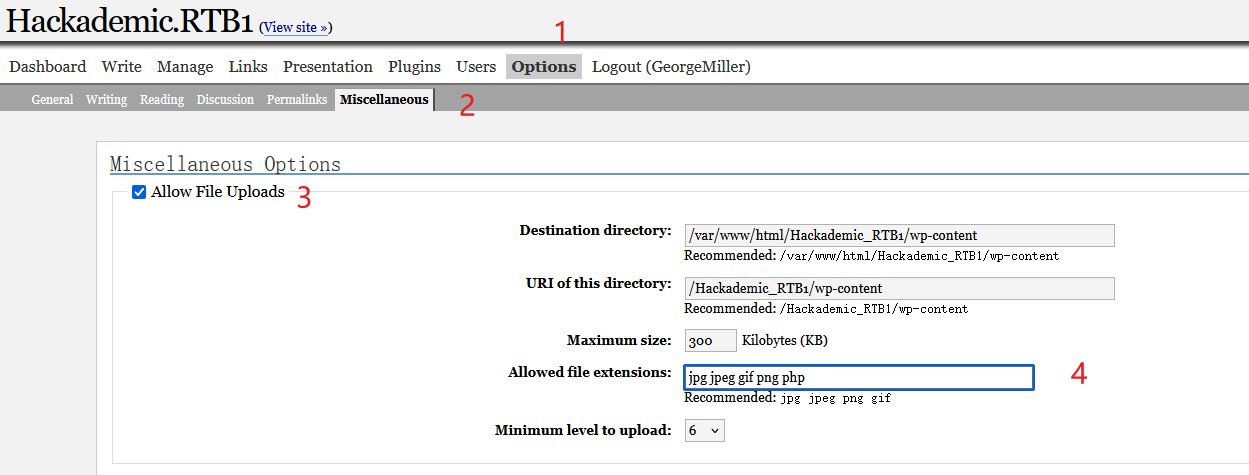 Hackademic.RTB1 (View site »)
1
Dashboard Write Manage Links Presentation Plugins Users Options Logout (GeorgeMiller)
General Writing Reading Discussion Permalinks Miscellaneous 2
Miscellaneous Options
Allow File Uploads 3
Destination directory: /var/www/html/Hackademic_RTB1/wp-content
Recommended: /var/www/html/Hackademic_RTB1/wp-content
URI of this directory: /Hackademic_RTB1/wp-content
Recommended: /Hackademic_RTB1/wp-content
Maximum size: 300 Kilobytes (KB)
Allowed file extensions: jpg jpeg gif png php 4
Recommended: jpg jpeg png gif
Minimum level to upload: 6